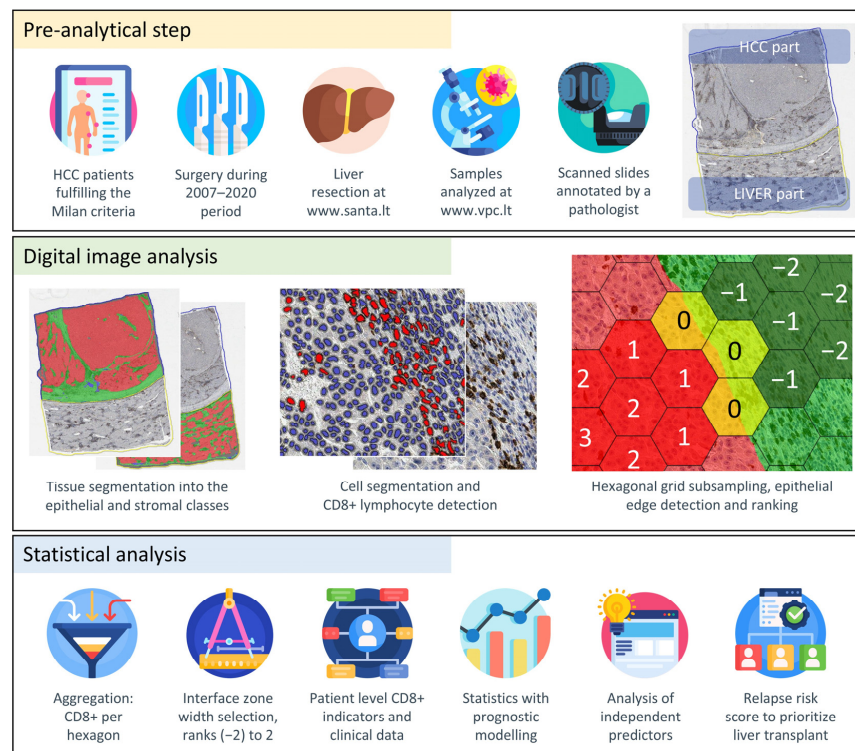 Pre-analytical step
HCC part
LIVER part
HCC patients
fulfilling the
Milan criteria
Surgery during
2007–2020
period
Liver
resection at
www.santa.lt
Samples
analyzed at
www.vpc.lt
Scanned slides
annotated by a
pathologist
Digital image analysis
−2
−1
−2
0
−1
1
0
−2
2
1
−1
2
0
3
1
2
Tissue segmentation into the
epithelial and stromal classes
Cell segmentation and
CD8+ lymphocyte detection
Hexagonal grid subsampling, epithelial
edge detection and ranking
Statistical analysis
Aggregation:
CD8+ per
hexagon
Interface zone
width selection,
ranks (−2) to 2
Patient level CD8+
indicators and
clinical data
Statistics with
prognostic
modelling
Analysis of
independent
predictors
Relapse risk
score to prioritize
liver transplant